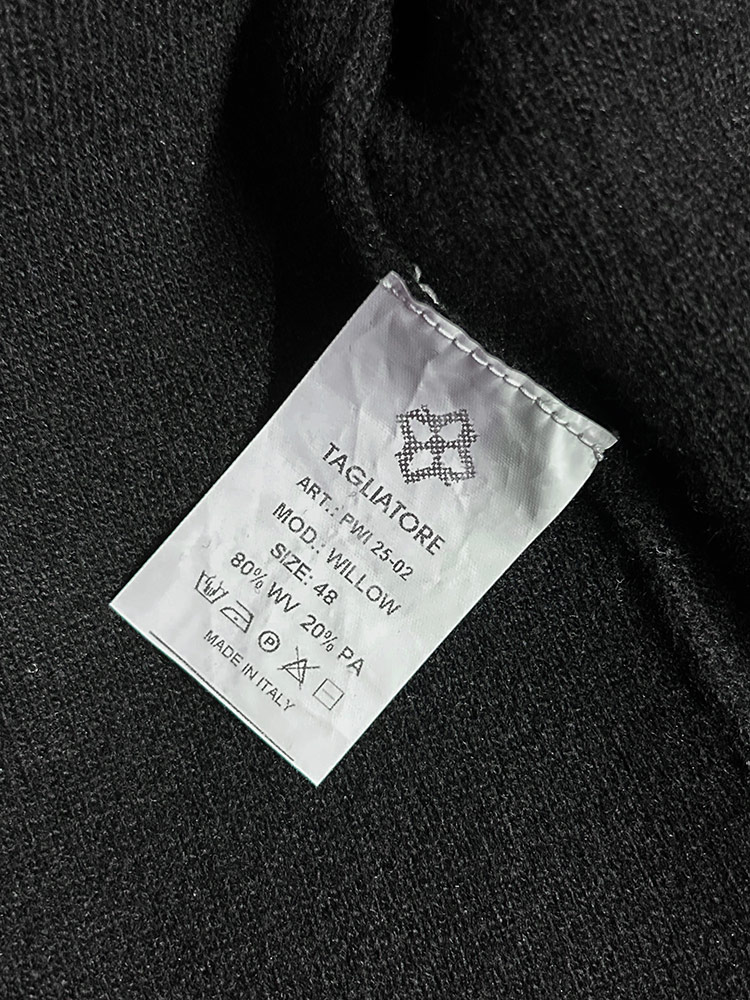 TAGLIATORE
ART.: PWI 25-02
MOD.: WILLOW
SIZE: 48
80% WV 20% PA
P
MADE IN ITALY